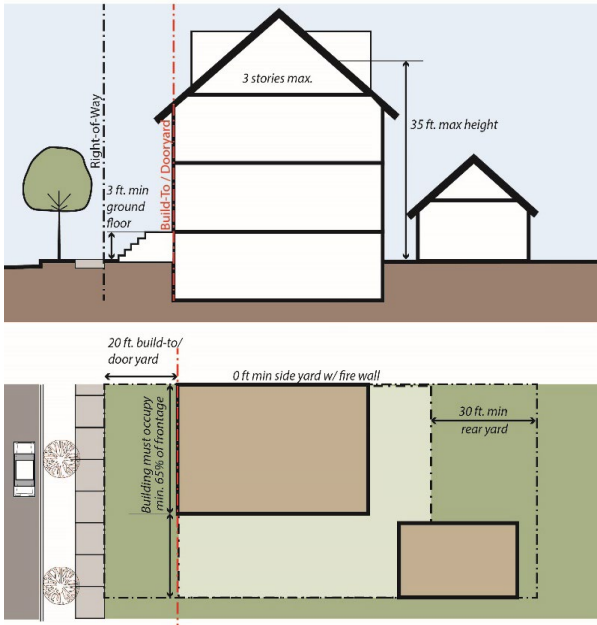 3 stories max.
35 ft. max height
Right-of-Way
Build-To / Dooryard
3 ft. min
ground
floor
20 ft. build-to/
door yard
0 ft min side yard w/ fire wall
Building must occupy
min. 65% of frontage
30 ft. min
rear yard